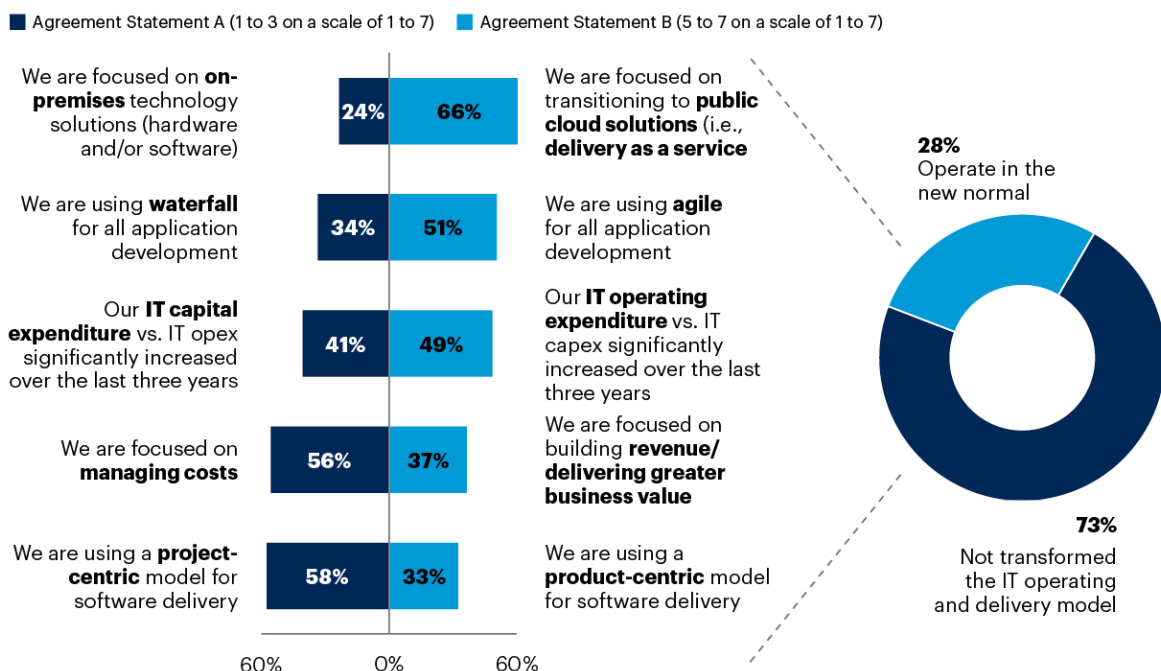 Agreement Statement A (1 to 3 on a scale of 1 to 7) Agreement Statement B (5 to 7 on a scale of 1 to 7)
We are focused on on-
premises technology
solutions (hardware
and/or software)
24%
66%
We are focused on
transitioning to public
cloud solutions (i.e.,
delivery as a service
We are using waterfall
for all application
development
34%
51%
We are using agile
for all application
development
Our IT capital
expenditure vs. IT opex
significantly increased
over the last three years
41%
49%
Our IT operating
expenditure vs. IT
capex significantly
increased over the last
three years
We are focused on
managing costs
56%
37%
We are focused on
building revenue/
delivering greater
business value
We are using a project-
centric model for
software delivery
58%
33%
We are using a
product-centric model
for software delivery
60% 0% 60%
28%
Operate in the
new normal
73%
Not transformed
the IT operating
and delivery model